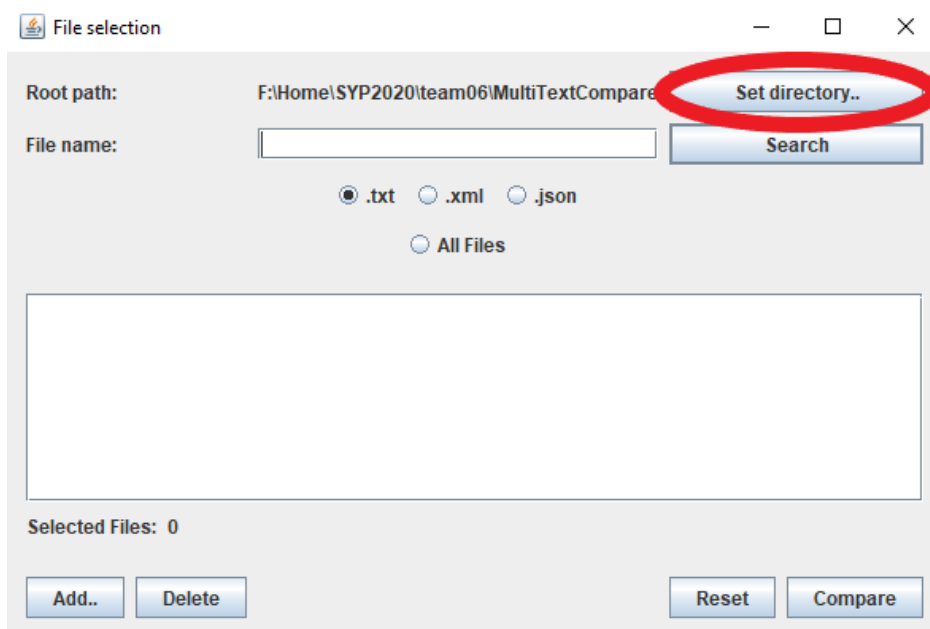 File selection
Root path: F:\Home\SYP2020\team06\MultiTextCompare Set directory..
File name: Search
.txt .xml .json
All Files
Selected Files: 0
Add.. Delete Reset Compare